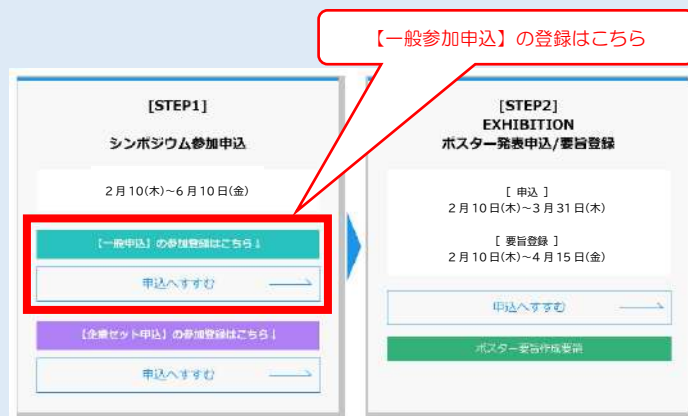 【一般参加申込】の登録はこちら
[STEP1]
シンポジウム参加申込
2月10(木)~6月10日(金)
【一般申込】の参加登録はこちら↓
申込へすすむ
【企業セット申込】の参加登録はこちら↓
申込へすすむ
[STEP2]
EXHIBITION
ポスター発表申込/要旨登録
[ 申込 ]
2月10日(木)~3月31日(木)
[ 要旨登録 ]
2月10日(木)~4月15日(金)
申込へすすむ
ポスター要旨作成要領